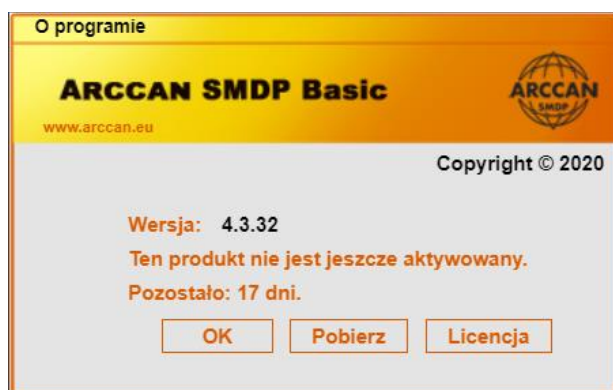 O programie
ARCCAN SMDP Basic
ARCCAN
SMDP
www.arccan.eu
Copyright © 2020
Wersja: 4.3.32
Ten produkt nie jest jeszcze aktywowany.
Pozostało: 17 dni.
OK Pobierz Licencja